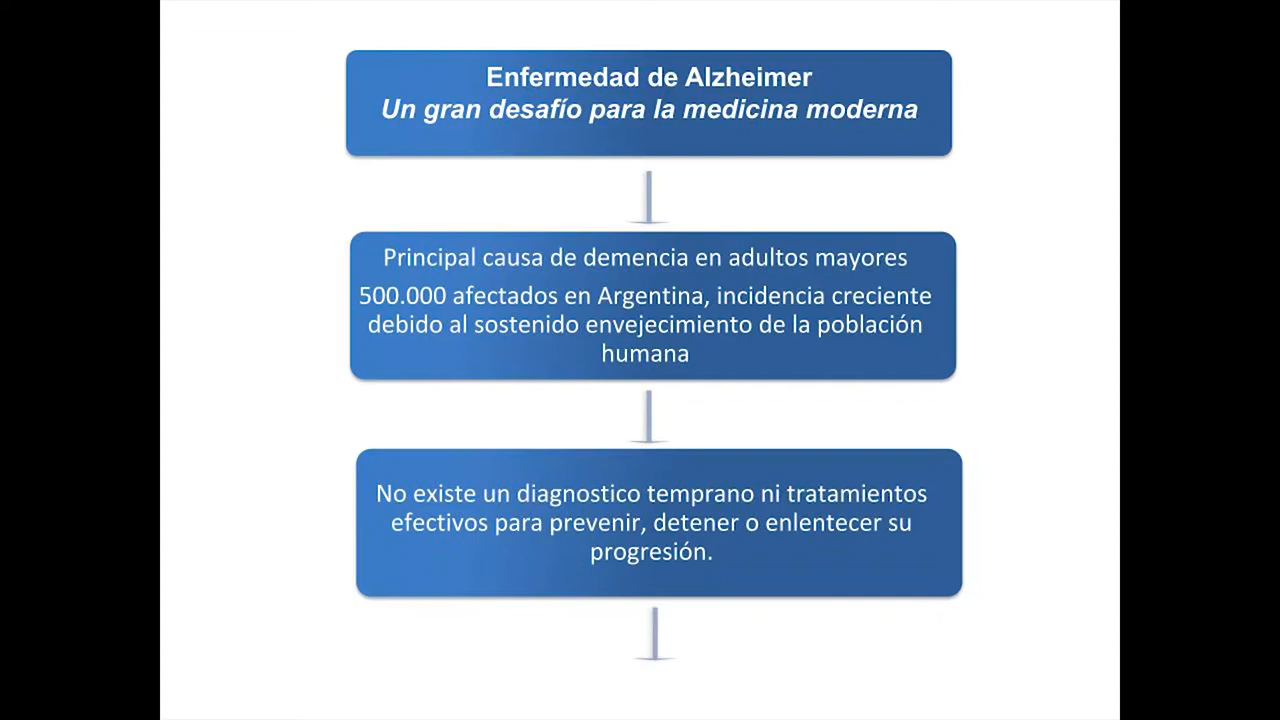 Enfermedad de Alzheimer
Un gran desafío para la medicina moderna
Principal causa de demencia en adultos mayores
500.000 afectados en Argentina, incidencia creciente
debido al sostenido envejecimiento de la población
humana
No existe un diagnostico temprano ni tratamientos
efectivos para prevenir, detener o enlentecer su
progresión.